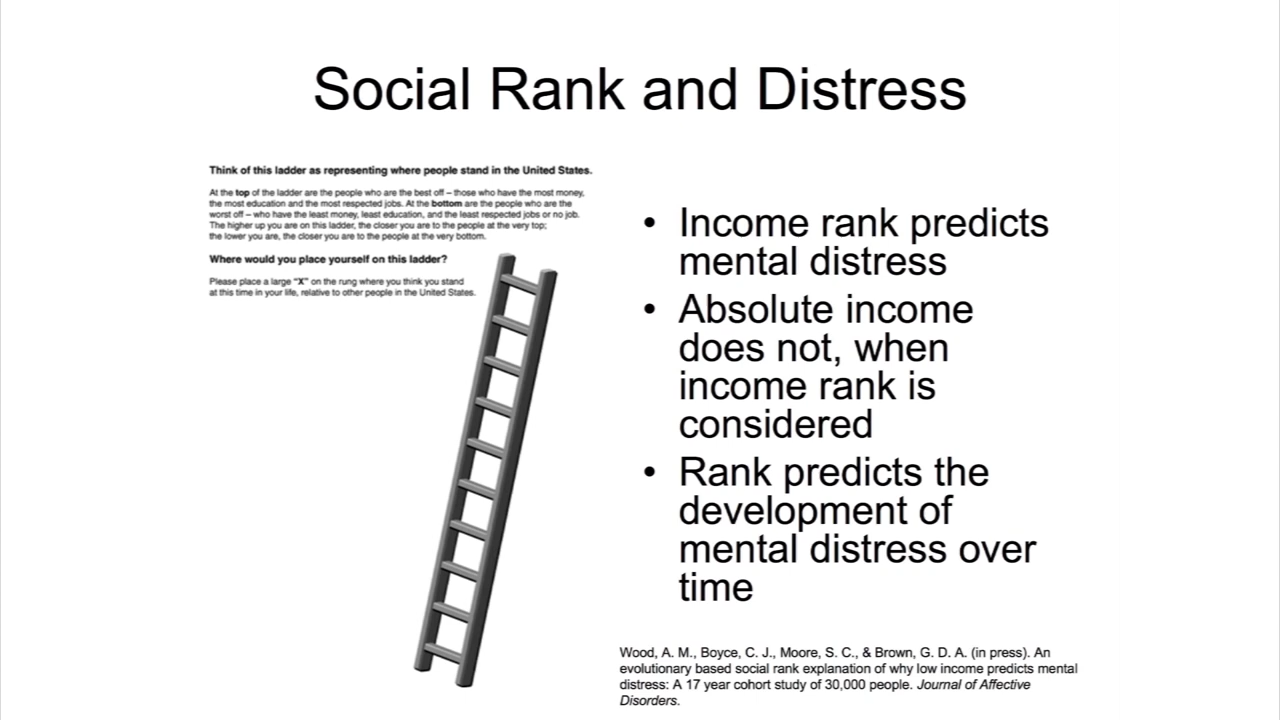 Social Rank and Distress
Think of this ladder as representing where people stand in the United States.
At the top of the ladder are the people who are the best off – those who have the most money,
the most education and the most respected jobs. At the bottom are the people who are the
worst off – who have the least money, least education, and the least respected jobs or no job.
The higher up you are on this ladder, the closer you are to the people at the very top;
the lower you are, the closer you are to the people at the very bottom.
Where would you place yourself on this ladder?
Please place a large "X" on the rung where you think you stand
at this time in your life, relative to other people in the United States.
• Income rank predicts
mental distress
• Absolute income
does not, when
income rank is
considered
• Rank predicts the
development of
mental distress over
time
Wood, A. M., Boyce, C. J., Moore, S. C., & Brown, G. D. A. (in press). An
evolutionary based social rank explanation of why low income predicts mental
distress: A 17 year cohort study of 30,000 people. Journal of Affective
Disorders.